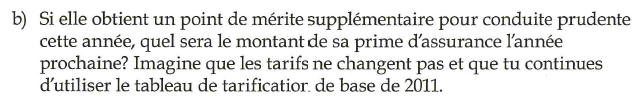 b) Si elle obtient un point de mérite supplémentaire pour conduite prudente
cette année, quel sera le montant de sa prime d'assurance l'année
prochaine? Imagine que les tarifs ne changent pas et que tu continues
d'utiliser le tableau de tarification de base de 2011.